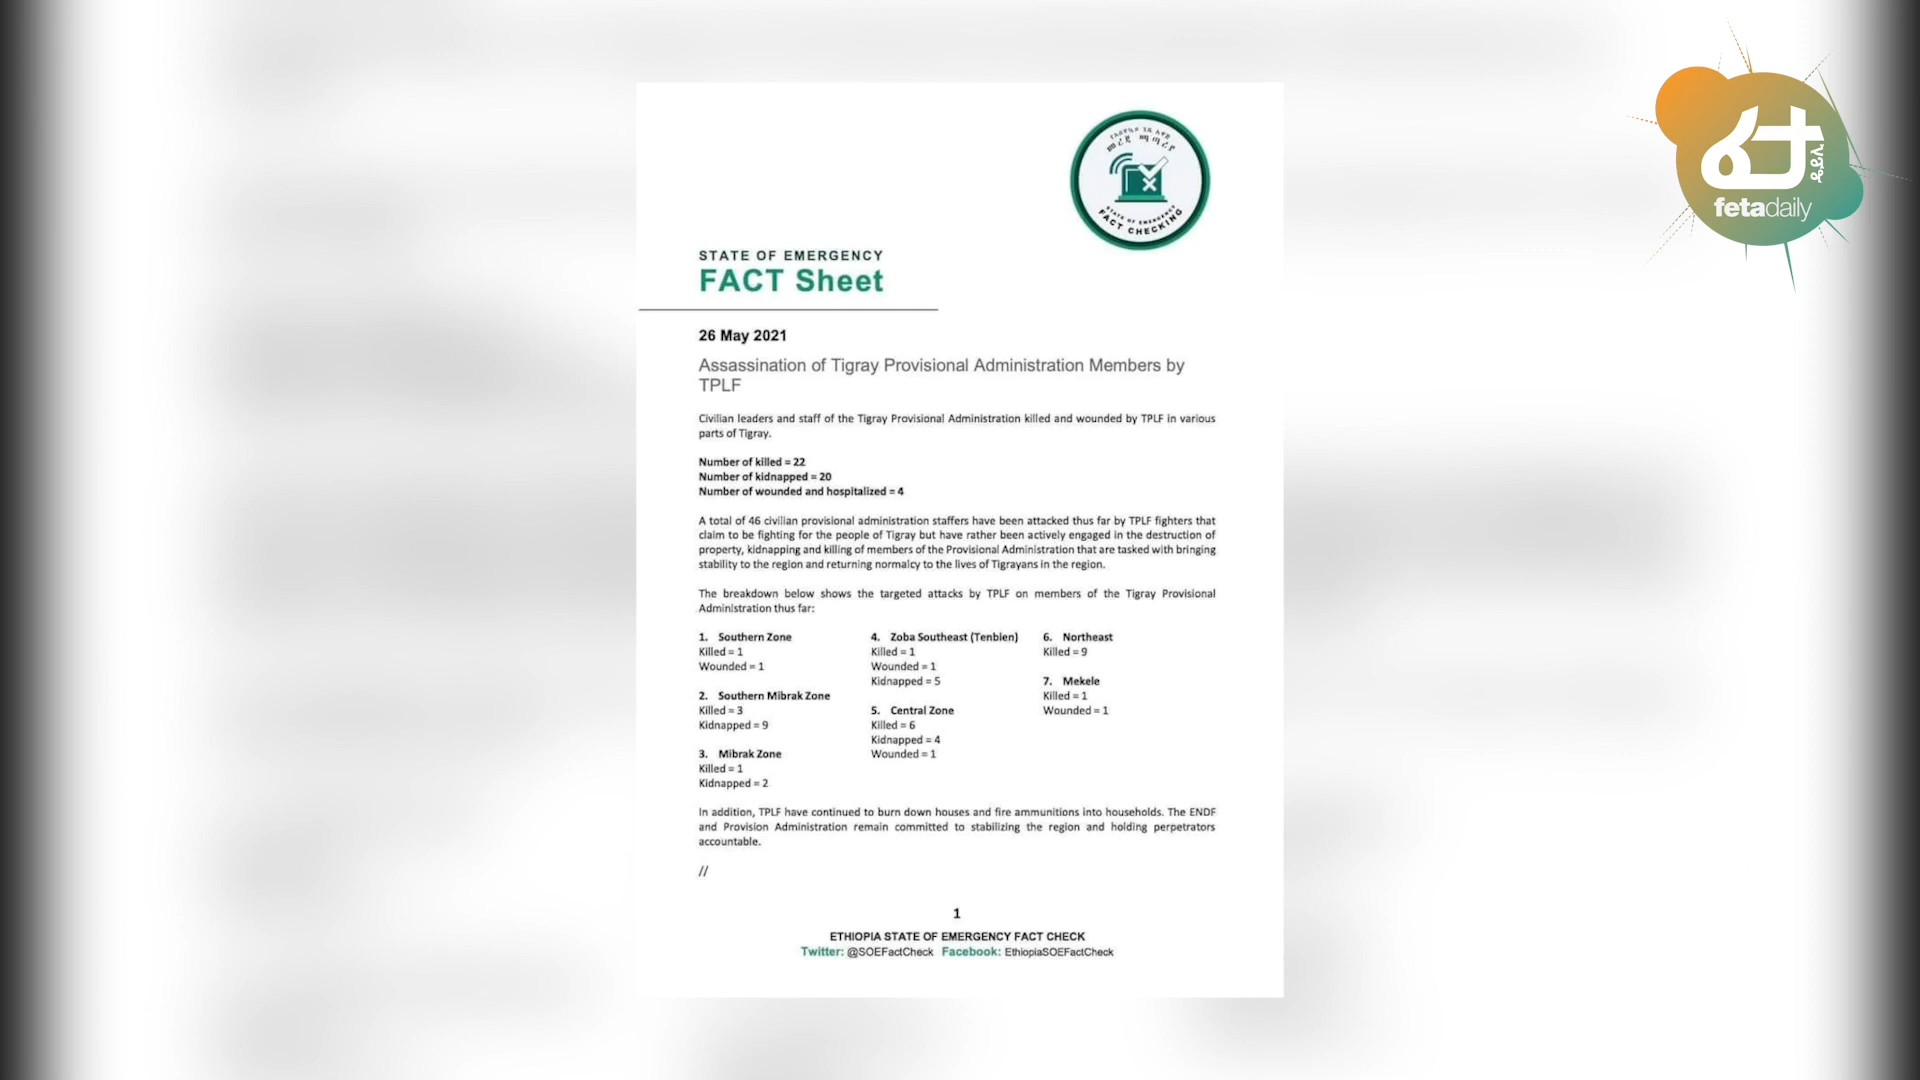 ፈታ
ዴይሊ
fetadaily
መረጃ ማጣሪያ
STATE OF EMERGENCY
FACT CHECKING
STATE OF EMERGENCY
FACT Sheet
26 May 2021
Assassination of Tigray Provisional Administration Members by
TPLF
Civilian leaders and staff of the Tigray Provisional Administration killed and wounded by TPLF in various
parts of Tigray.
Number of killed = 22
Number of kidnapped = 20
Number of wounded and hospitalized = 4
A total of 46 civilian provisional administration staffers have been attacked thus far by TPLF fighters that
claim to be fighting for the people of Tigray but have rather been actively engaged in the destruction of
property, kidnapping and killing of members of the Provisional Administration that are tasked with bringing
stability to the region and returning normalcy to the lives of Tigrayans in the region.
The breakdown below shows the targeted attacks by TPLF on members of the Tigray Provisional
Administration thus far:
1. Southern Zone
Killed = 1
Wounded = 1
2. Southern Mibrak Zone
Killed = 3
Kidnapped = 9
3. Mibrak Zone
Killed = 1
Kidnapped = 2
4. Zoba Southeast (Tenbien)
Killed = 1
Wounded = 1
Kidnapped = 5
5. Central Zone
Killed = 6
Kidnapped = 4
Wounded = 1
6. Northeast
Killed = 9
7. Mekele
Killed = 1
Wounded = 1
In addition, TPLF have continued to burn down houses and fire ammunitions into households. The ENDF
and Provision Administration remain committed to stabilizing the region and holding perpetrators
accountable.
//
1
ETHIOPIA STATE OF EMERGENCY FACT CHECK
Twitter: @SOEFactCheck Facebook: EthiopiaSOEFactCheck